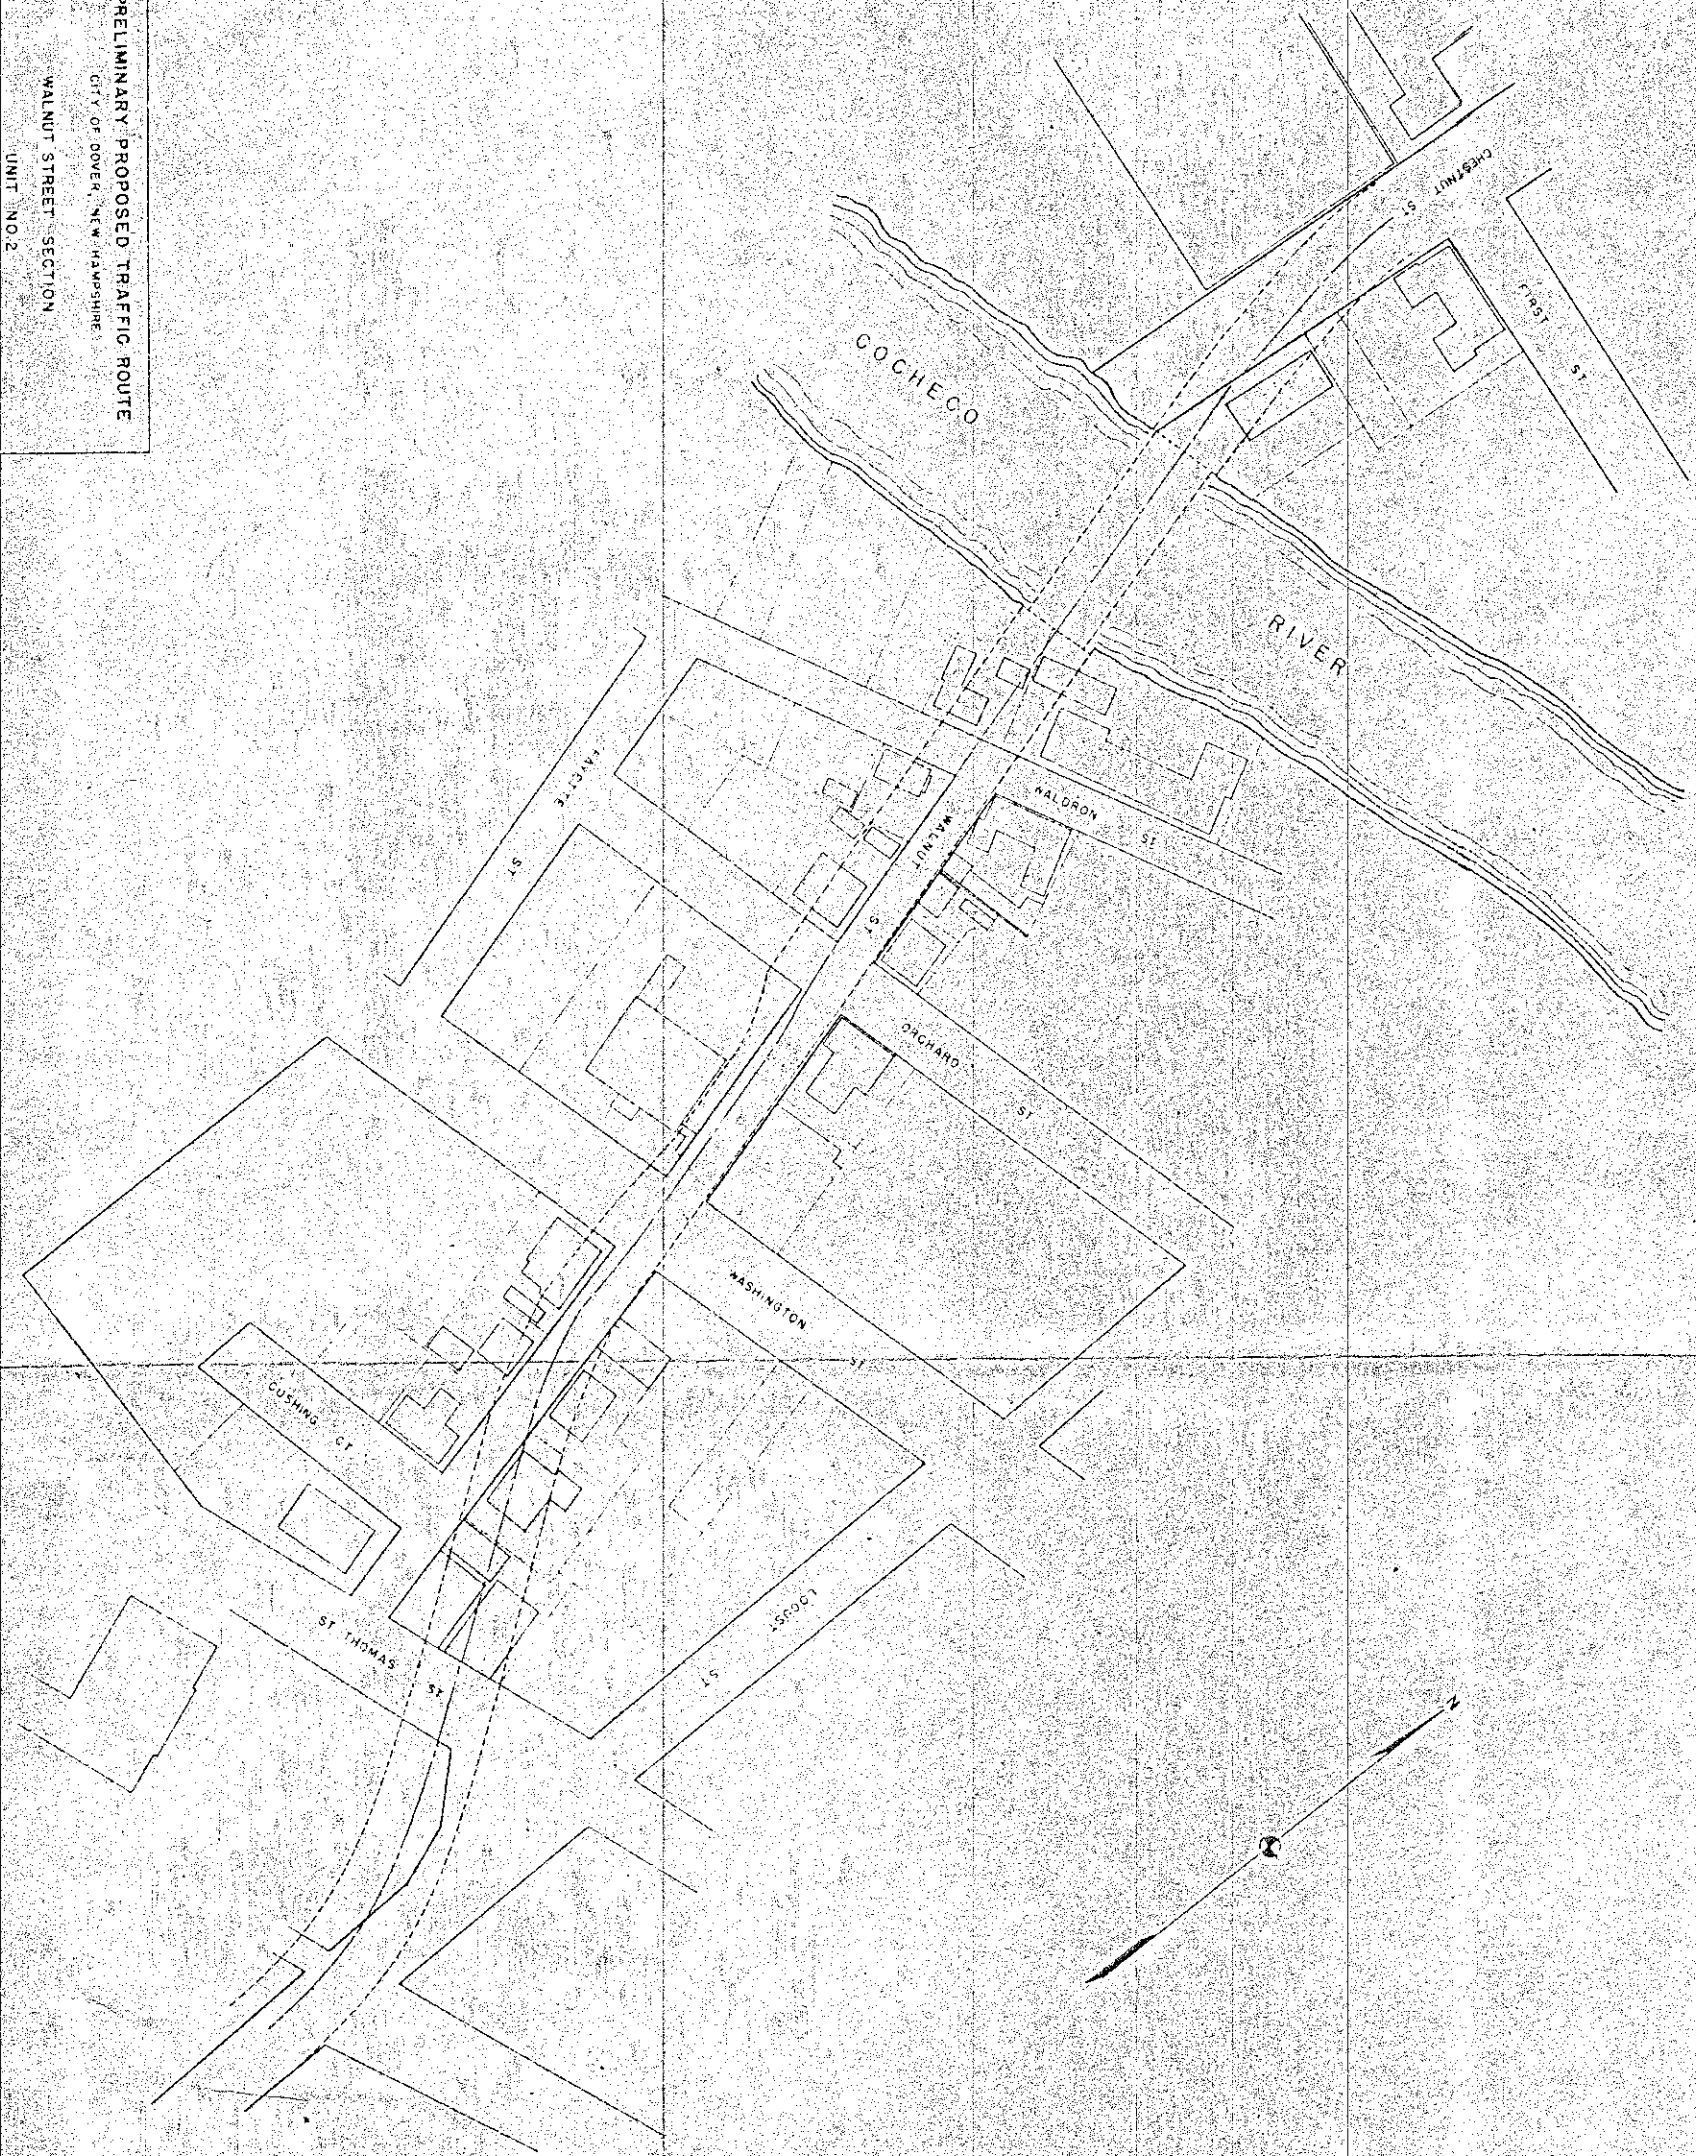 PRELIMINARY PROPOSED TRAFFIC ROUTE
CITY OF DOVER, NEW HAMPSHIRE
WALNUT STREET SECTION
UNIT NO. 2
CHESTNUT ST
FIRST ST
COCHECO RIVER
FAYETTE ST
WALDRON ST
WALNUT ST
ORCHARD ST
WASHINGTON ST
CUSHING CT
ST THOMAS ST
LOCUST ST
N